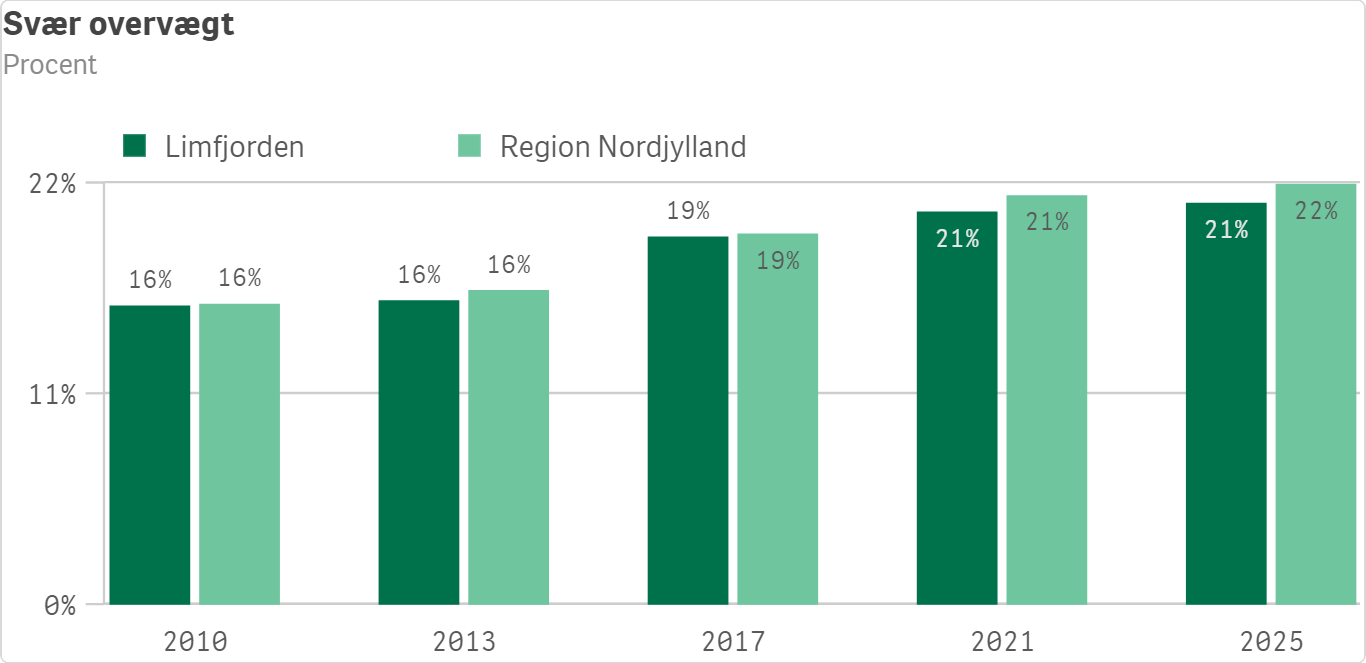 Svær overvægt
Procent
Limfjorden Region Nordjylland
22%
11%
0%
16% 16% 16% 16% 19% 19% 21% 21% 21% 22%
2010 2013 2017 2021 2025